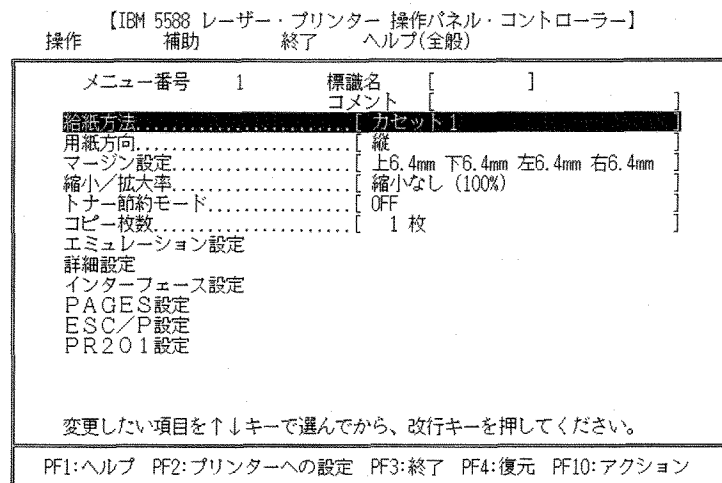 【IBM 5588 レーザー・プリンター 操作パネル・コントローラー】
操作 補助 終了 ヘルプ(全般)
メニュー番号 1 標識名 [ ]
コメント [ ]
給紙方法........................[ カセット1 ]
用紙方向........................[ 縦 ]
マージン設定....................[ 上6.4mm 下6.4mm 左6.4mm 右6.4mm ]
縮小／拡大率....................[ 縮小なし (100%) ]
トナー節約モード................[ OFF ]
コピー枚数......................[ 1 枚 ]
エミュレーション設定
詳細設定
インターフェース設定
ＰＡＧＥＳ設定
ＥＳＣ／Ｐ設定
ＰＲ２０１設定
変更したい項目を↑↓キーで選んでから、改行キーを押してください。
PF1:ヘルプ PF2:プリンターへの設定 PF3:終了 PF4:復元 PF10:アクション